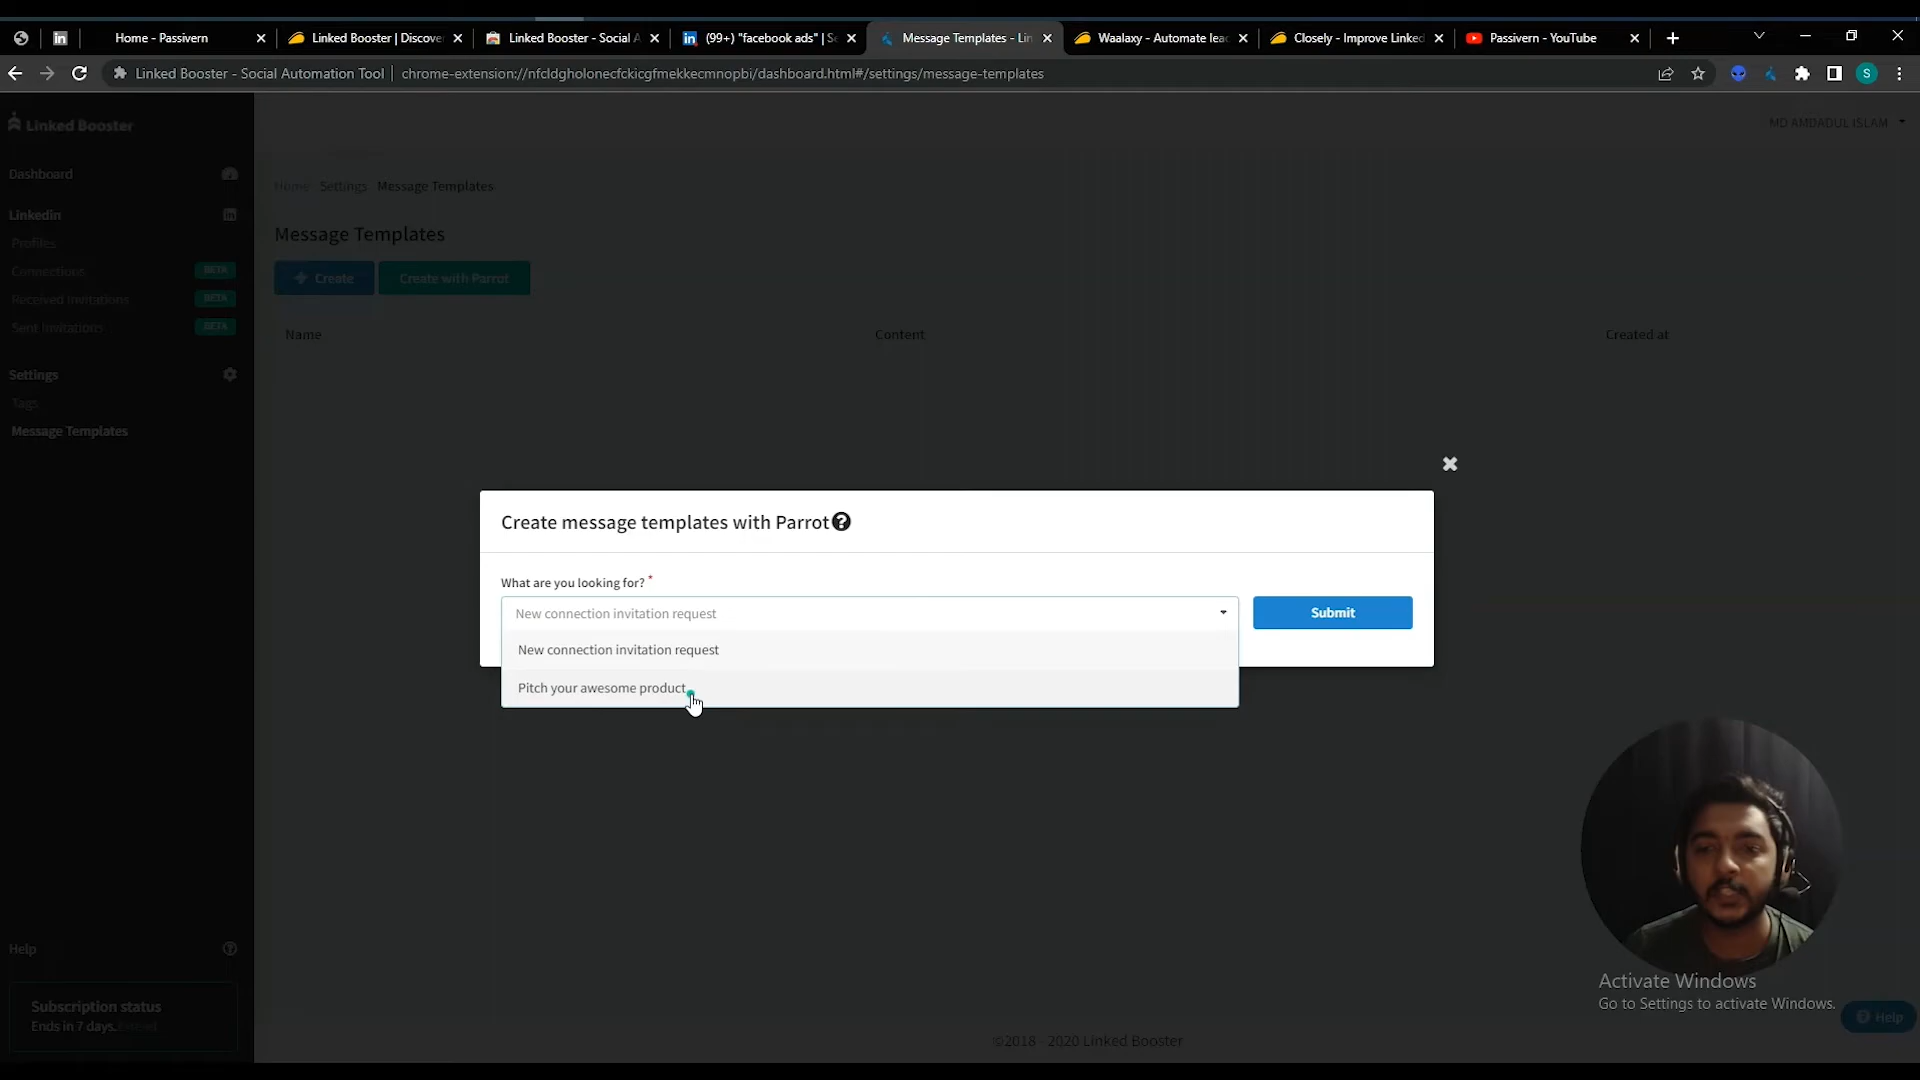 Home - Passivern
Linked Booster | Discove
Linked Booster - Social A
(99+) "facebook ads" | Se
Message Templates - Lin
Waalaxy - Automate lea
Closely - Improve Linked
Passivern - YouTube
Linked Booster - Social Automation Tool
chrome-extension://nfcldgholonecfckicgfmekkecmnopbi/dashboard.html#/settings/message-templates
S
Linked Booster
MD AMDADUL ISLAM
Dashboard
Linkedin
Profiles
Connections BETA
Received Invitations BETA
Sent Invitations BETA
Settings
Tags
Message Templates
Home Settings Message Templates
Message Templates
Create
Create with Parrot
Name Content Created at
Create message templates with Parrot
What are you looking for? *
New connection invitation request
Submit
New connection invitation request
Pitch your awesome product
Help
Subscription status
Ends in 7 days. Extend
©2018 - 2020 Linked Booster
Activate Windows
Go to Settings to activate Windows.
Help